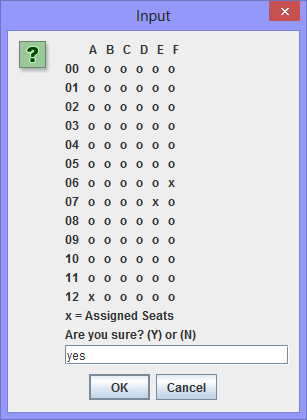 Input
?
A B C D E F
00 o o o o o o
01 o o o o o o
02 o o o o o o
03 o o o o o o
04 o o o o o o
05 o o o o o o
06 o o o o o x
07 o o o o x o
08 o o o o o o
09 o o o o o o
10 o o o o o o
11 o o o o o o
12 x o o o o o
x = Assigned Seats
Are you sure? (Y) or (N)
yes
OK Cancel